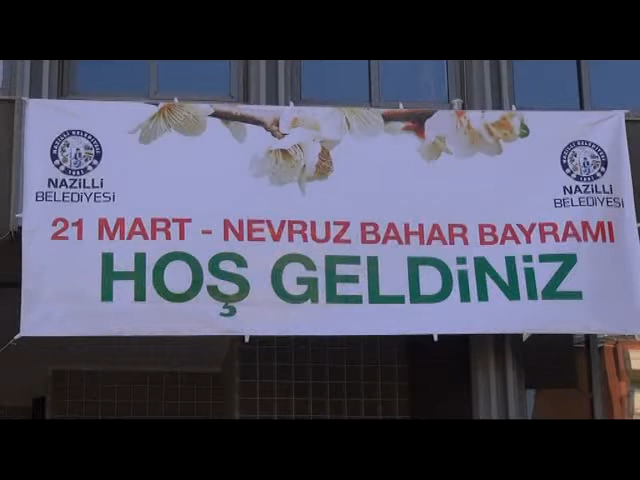 NAZİLLİ
BELEDİYESİ
NAZİLLİ
BELEDİYESİ
21 MART - NEVRUZ BAHAR BAYRAMI
HOŞ GELDİNİZ